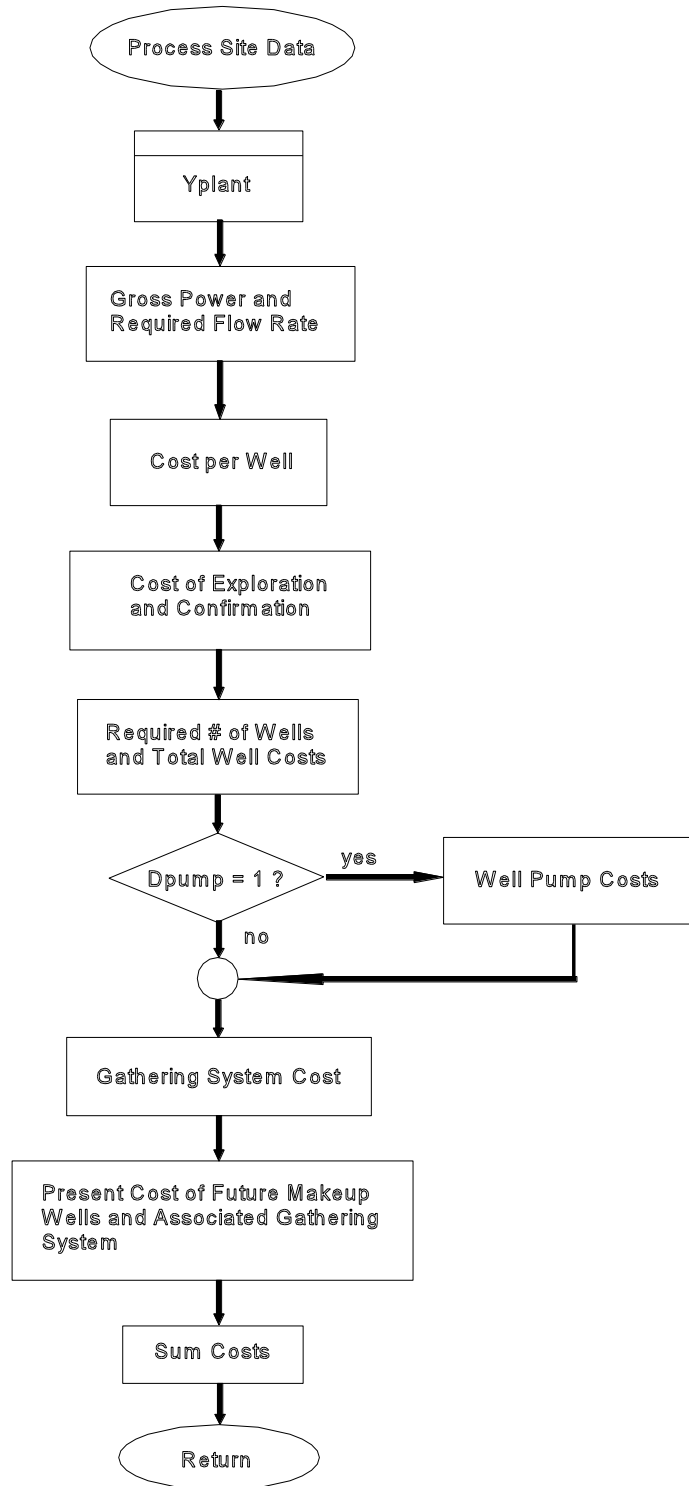 Process Site Data
Yplant
Gross Power and
Required Flow Rate
Cost per Well
Cost of Exploration
and Confirmation
Required # of Wells
and Total Well Costs
Dpump = 1 ?
yes
Well Pump Costs
no
Gathering System Cost
Present Cost of Future Makeup
Wells and Associated Gathering
System
Sum Costs
Return